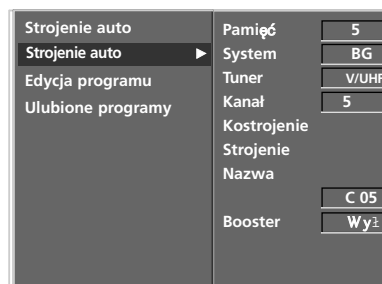 Strojenie auto
Strojenie auto
Edycja programu
Ulubione programy
Pamięć 5
System BG
Tuner V/UHF
Kanał 5
Kostrojenie
Strojenie
Nazwa
C 05
Booster Wył